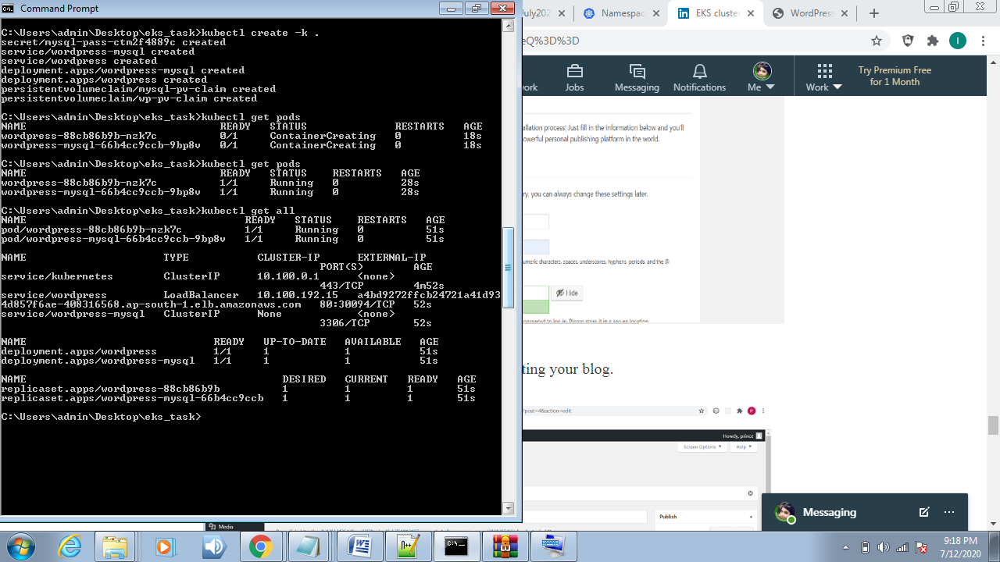 Command Prompt
C:\Users\admin\Desktop\eks_task>kubectl create -k .
secret/mysql-pass-ctm2f4889c created
service/wordpress-mysql created
service/wordpress created
deployment.apps/wordpress-mysql created
deployment.apps/wordpress created
persistentvolumeclaim/mysql-pv-claim created
persistentvolumeclaim/wp-pv-claim created
C:\Users\admin\Desktop\eks_task>kubectl get pods
NAME READY STATUS RESTARTS AGE
wordpress-88cb86b9b-nzk7c 0/1 ContainerCreating 0 18s
wordpress-mysql-66b4cc9ccb-9bp8v 0/1 ContainerCreating 0 18s
C:\Users\admin\Desktop\eks_task>kubectl get pods
NAME READY STATUS RESTARTS AGE
wordpress-88cb86b9b-nzk7c 1/1 Running 0 28s
wordpress-mysql-66b4cc9ccb-9bp8v 1/1 Running 0 28s
C:\Users\admin\Desktop\eks_task>kubectl get all
NAME READY STATUS RESTARTS AGE
pod/wordpress-88cb86b9b-nzk7c 1/1 Running 0 51s
pod/wordpress-mysql-66b4cc9ccb-9bp8v 1/1 Running 0 51s
NAME TYPE CLUSTER-IP EXTERNAL-IP
PORT(S) AGE
service/kubernetes ClusterIP 10.100.0.1 <none>
443/TCP 4m52s
service/wordpress LoadBalancer 10.100.192.15 a4bd9272ffcb24721a41d93
80:30094/TCP 52s
service/wordpress-mysql ClusterIP None <none>
3306/TCP 52s
NAME READY UP-TO-DATE AVAILABLE AGE
deployment.apps/wordpress 1/1 1 1 51s
deployment.apps/wordpress-mysql 1/1 1 1 51s
NAME DESIRED CURRENT READY AGE
replicaset.apps/wordpress-88cb86b9b 1 1 1 51s
replicaset.apps/wordpress-mysql-66b4cc9ccb 1 1 1 51s
C:\Users\admin\Desktop\eks_task>
July202
Namespac
EKS cluster
WordPress
eQ%3D%3D
I
work
Jobs
Messaging
Notifications
Me
Work
Try Premium Free
for 1 Month
allation process! Just fill in the information below and you'll
powerful personal publishing platform in the world.
ry, you can always change these settings later.
numeric characters, spaces, underscores, hyphens, periods, and the @
Hide
password to log in. Please store it in a secure location.
ting your blog.
?post=4&action=edit
P
Howdy, prince
Screen Options
Help
Publish
Messaging
Media
9:18 PM
7/12/2020